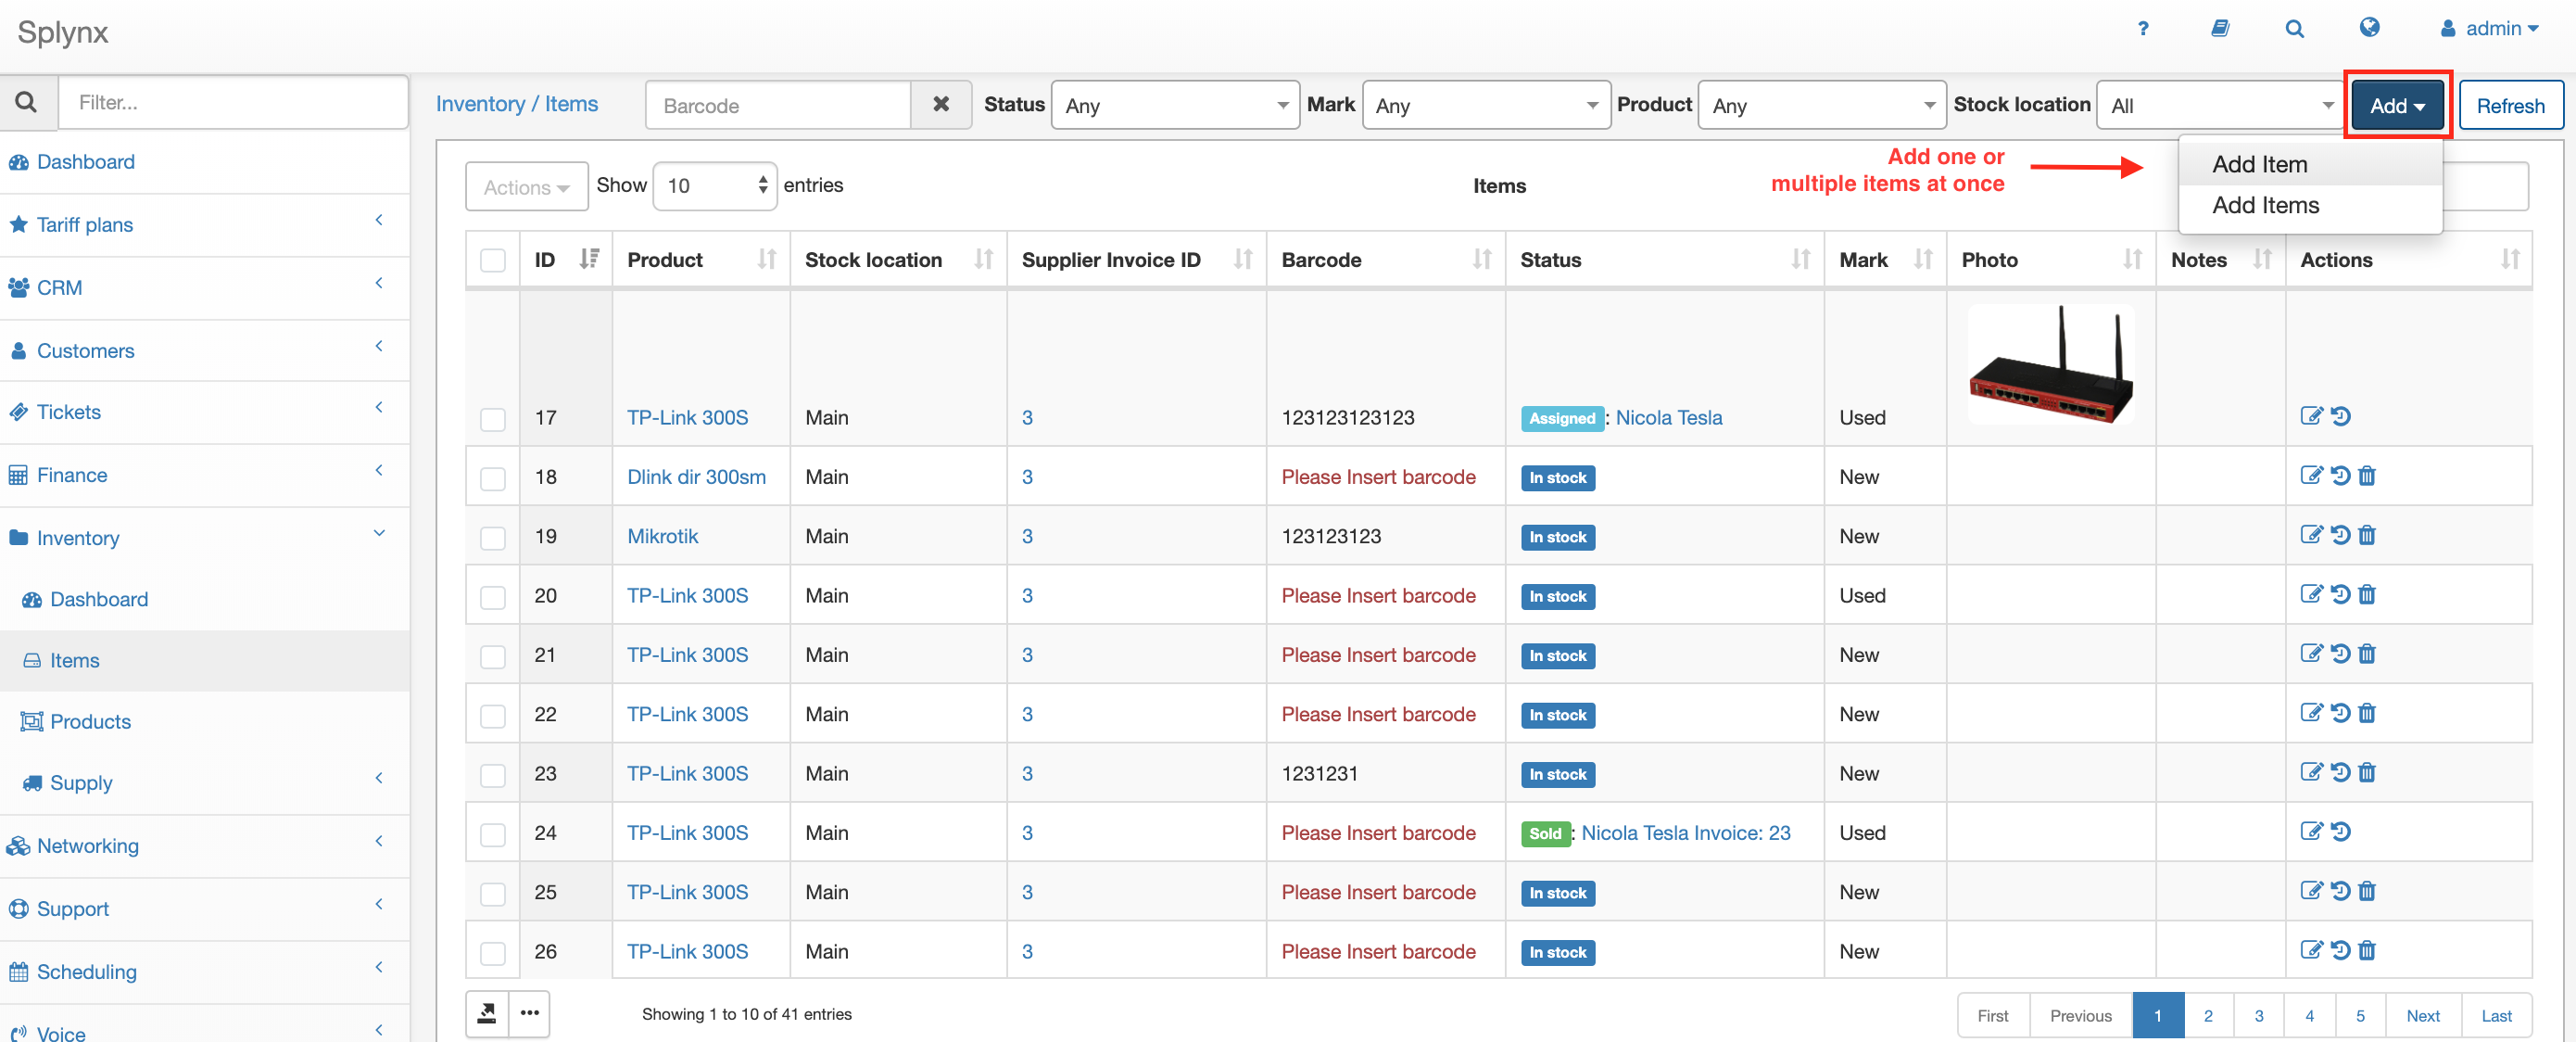 Splynx
? admin
Filter...
Inventory / Items Barcode Status Any Mark Any Product Any Stock location All Add Refresh
Add one or
multiple items at once
Add Item
Add Items
Dashboard
Tariff plans
CRM
Customers
Tickets
Finance
Inventory
Dashboard
Items
Products
Supply
Networking
Support
Scheduling
Voice
Actions Show 10 entries Items
ID Product Stock location Supplier Invoice ID Barcode Status Mark Photo Notes Actions
17 TP-Link 300S Main 3 123123123123 Assigned : Nicola Tesla Used
18 Dlink dir 300sm Main 3 Please Insert barcode In stock New
19 Mikrotik Main 3 123123123 In stock New
20 TP-Link 300S Main 3 Please Insert barcode In stock Used
21 TP-Link 300S Main 3 Please Insert barcode In stock New
22 TP-Link 300S Main 3 Please Insert barcode In stock New
23 TP-Link 300S Main 3 1231231 In stock New
24 TP-Link 300S Main 3 Please Insert barcode Sold : Nicola Tesla Invoice: 23 Used
25 TP-Link 300S Main 3 Please Insert barcode In stock New
26 TP-Link 300S Main 3 Please Insert barcode In stock New
... Showing 1 to 10 of 41 entries First Previous 1 2 3 4 5 Next Last